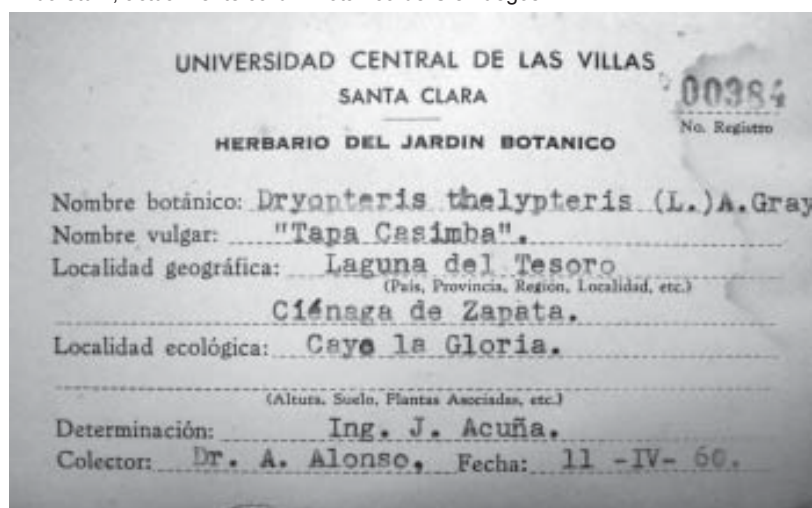 UNIVERSIDAD CENTRAL DE LAS VILLAS
SANTA CLARA
00384
No. Registro
HERBARIO DEL JARDIN BOTANICO
Nombre botánico: Dryopteris thelypteris (L.)A.Gray
Nombre vulgar: "Tapa Casimba".
Localidad geográfica: Laguna del Tesoro
(País, Provincia, Región, Localidad, etc.)
Ciénaga de Zapata.
Localidad ecológica: Cayo la Gloria.
(Altura, Suelo, Plantas Asociadas, etc.)
Determinación: Ing. J. Acuña.
Colector: Dr. A. Alonso, Fecha: 11 -IV- 60.